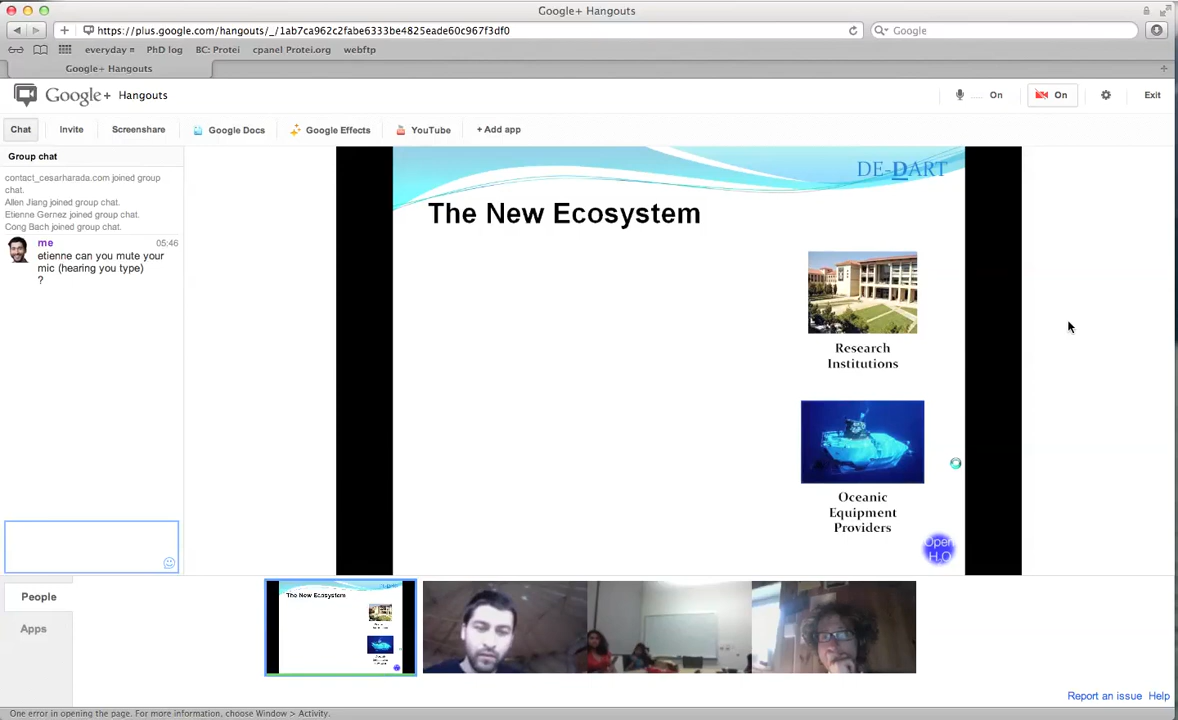 Google+ Hangouts
https://plus.google.com/hangouts/_/1ab7ca962c2fabe6333be4825eade60c967f3df0
Google
everyday
PhD log
BC: Protei
cpanel Protei.org
webftp
Google+ Hangouts
Google+ Hangouts
On
On
Exit
Chat
Invite
Screenshare
Google Docs
Google Effects
YouTube
+ Add app
Group chat
contact_cesarharada.com joined group
chat.
Allen Jiang joined group chat.
Etienne Gernez joined group chat.
Cong Bach joined group chat.
me 05:46
etienne can you mute your
mic (hearing you type)
?
DE-DART
The New Ecosystem
Research
Institutions
Oceanic
Equipment
Providers
Open
H2O
People
Apps
The New Ecosystem
Report an issue Help
One error in opening the page. For more information, choose Window > Activity.